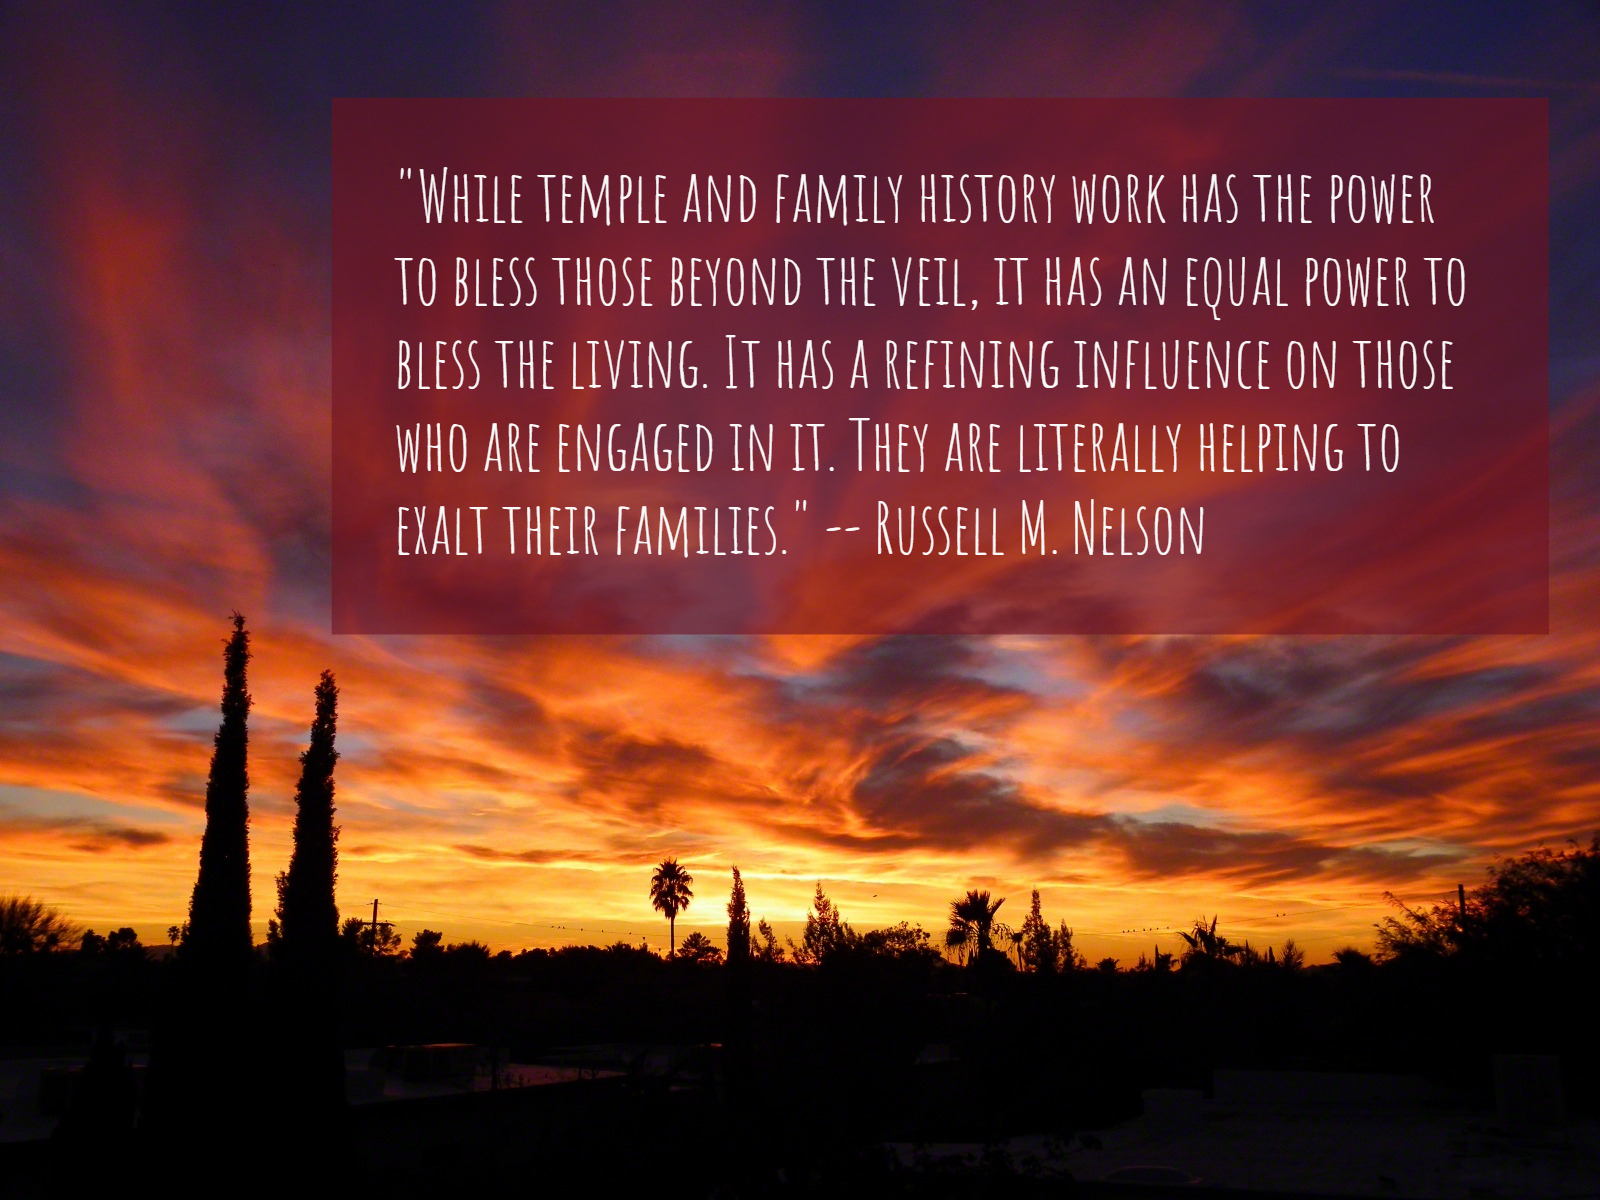 "While temple and family history work has the power
to bless those beyond the veil, it has an equal power to
bless the living. It has a refining influence on those
who are engaged in it. They are literally helping to
exalt their families." -- Russell M. Nelson